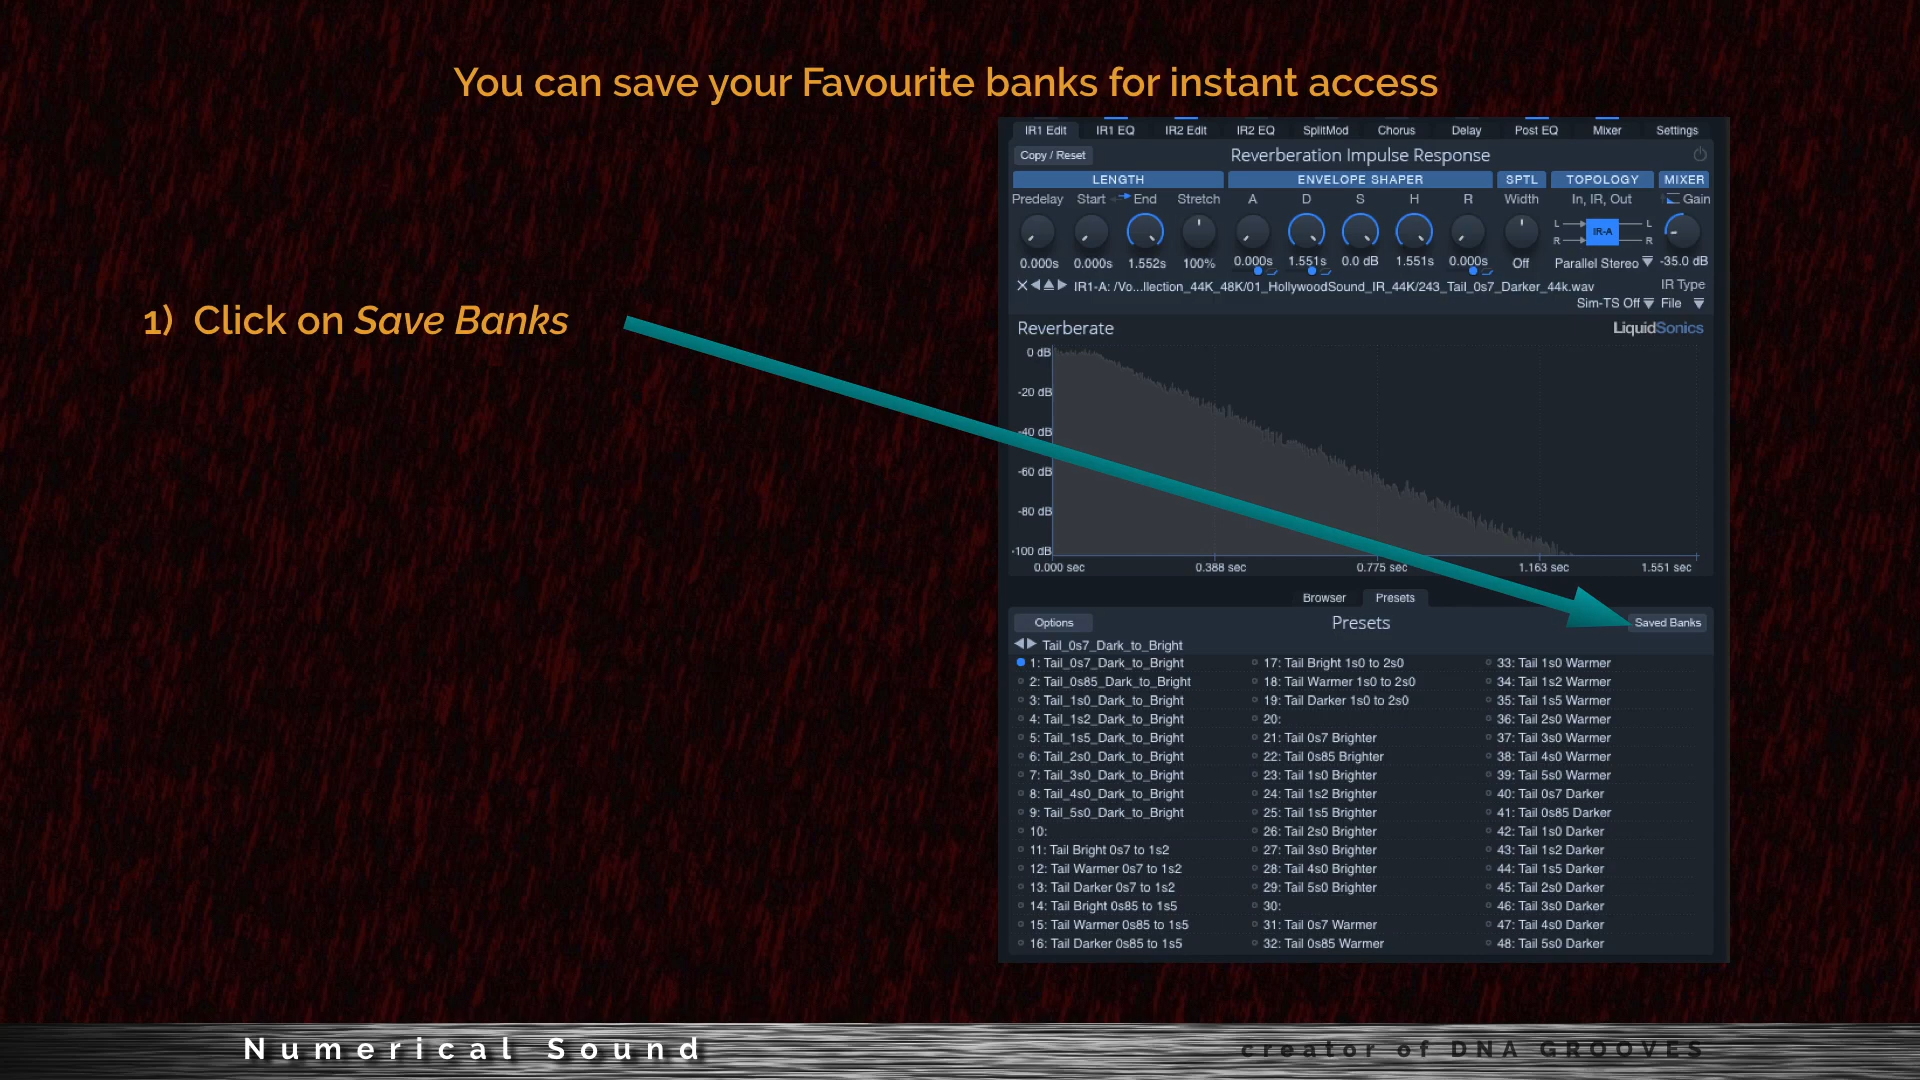 You can save your Favourite banks for instant access
1) Click on Save Banks
IR1 Edit IR1 EQ IR2 Edit IR2 EQ SplitMod Chorus Delay Post EQ Mixer Settings
Copy / Reset Reverberation Impulse Response
LENGTH ENVELOPE SHAPER SPTL TOPOLOGY MIXER
Predelay Start End Stretch A D S H R Width In, IR, Out Gain
L IR-A L
R R
0.000s 0.000s 1.552s 100% 0.000s 1.551s 0.0 dB 1.551s 0.000s Off Parallel Stereo -35.0 dB
IR1-A: /Vo...llection_44K_48K/01_HollywoodSound_IR_44K/243_Tail_0s7_Darker_44k.wav IR Type
Sim-TS Off File
Reverberate LiquidSonics
0 dB
-20 dB
-40 dB
-60 dB
-80 dB
-100 dB
0.000 sec 0.388 sec 0.775 sec 1.163 sec 1.551 sec
Browser Presets
Options Presets Saved Banks
Tail_0s7_Dark_to_Bright
1: Tail_0s7_Dark_to_Bright
2: Tail_0s85_Dark_to_Bright
3: Tail_1s0_Dark_to_Bright
4: Tail_1s2_Dark_to_Bright
5: Tail_1s5_Dark_to_Bright
6: Tail_2s0_Dark_to_Bright
7: Tail_3s0_Dark_to_Bright
8: Tail_4s0_Dark_to_Bright
9: Tail_5s0_Dark_to_Bright
10:
11: Tail Bright 0s7 to 1s2
12: Tail Warmer 0s7 to 1s2
13: Tail Darker 0s7 to 1s2
14: Tail Bright 0s85 to 1s5
15: Tail Warmer 0s85 to 1s5
16: Tail Darker 0s85 to 1s5
17: Tail Bright 1s0 to 2s0
18: Tail Warmer 1s0 to 2s0
19: Tail Darker 1s0 to 2s0
20:
21: Tail 0s7 Brighter
22: Tail 0s85 Brighter
23: Tail 1s0 Brighter
24: Tail 1s2 Brighter
25: Tail 1s5 Brighter
26: Tail 2s0 Brighter
27: Tail 3s0 Brighter
28: Tail 4s0 Brighter
29: Tail 5s0 Brighter
30:
31: Tail 0s7 Warmer
32: Tail 0s85 Warmer
33: Tail 1s0 Warmer
34: Tail 1s2 Warmer
35: Tail 1s5 Warmer
36: Tail 2s0 Warmer
37: Tail 3s0 Warmer
38: Tail 4s0 Warmer
39: Tail 5s0 Warmer
40: Tail 0s7 Darker
41: Tail 0s85 Darker
42: Tail 1s0 Darker
43: Tail 1s2 Darker
44: Tail 1s5 Darker
45: Tail 2s0 Darker
46: Tail 3s0 Darker
47: Tail 4s0 Darker
48: Tail 5s0 Darker
Numerical Sound
creator of DNA GROOVES